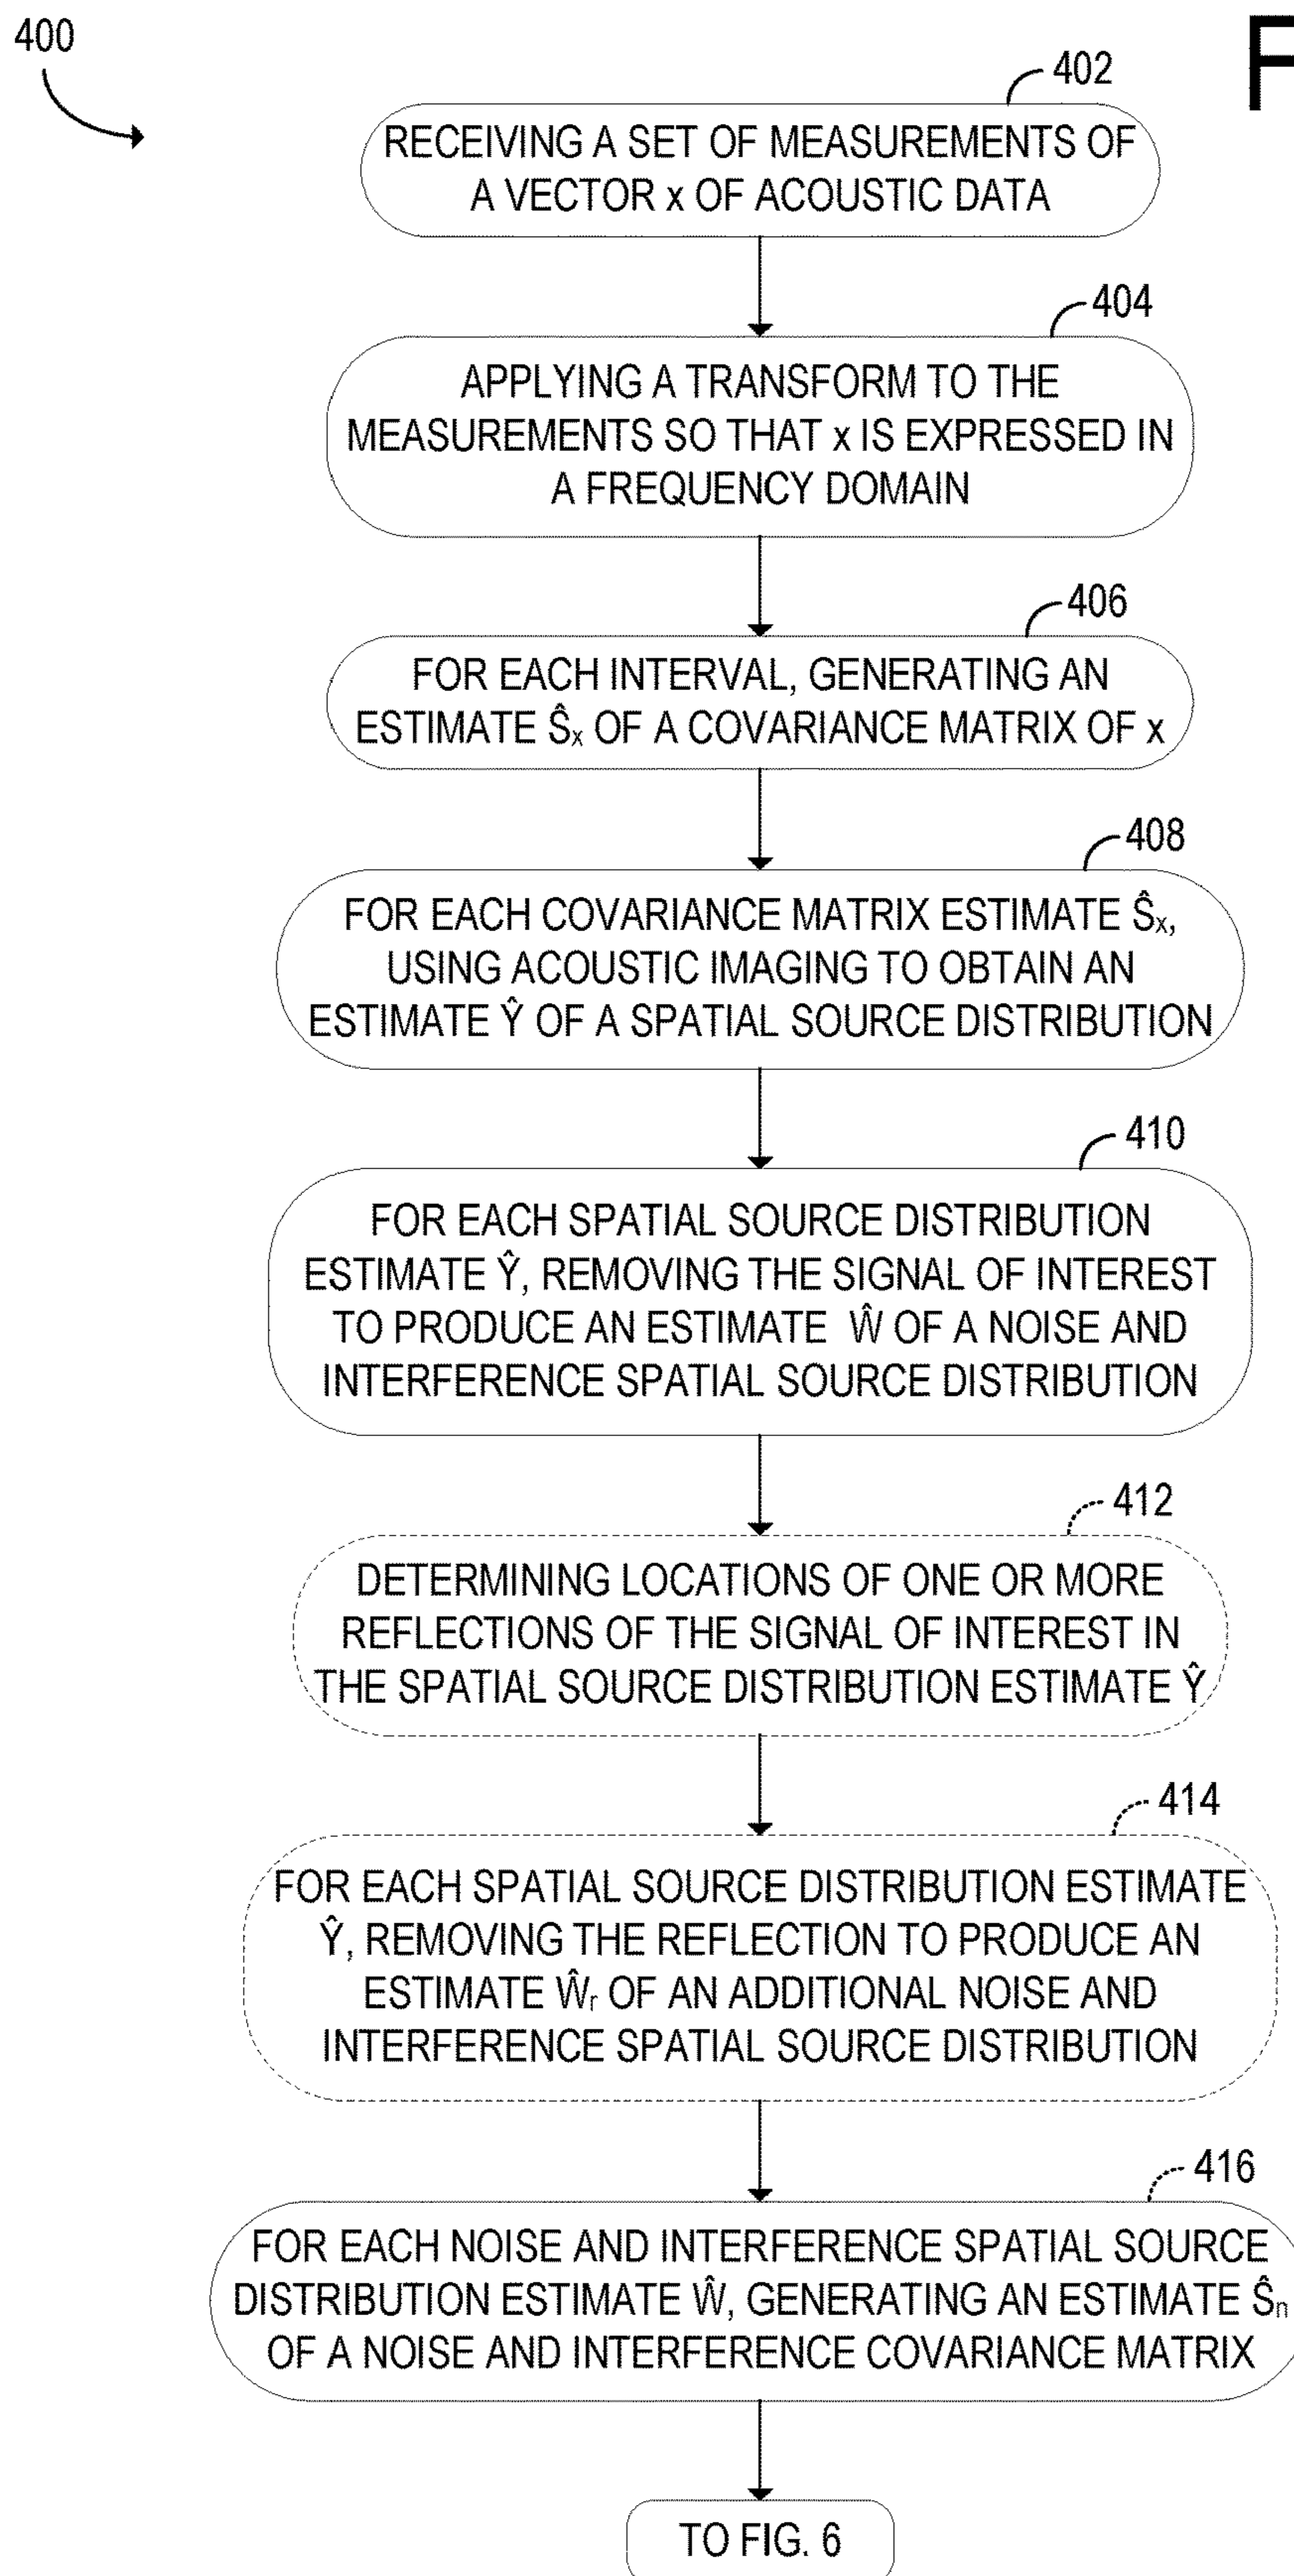 400
F
402
RECEIVING A SET OF MEASUREMENTS OF
A VECTOR x OF ACOUSTIC DATA
404
APPLYING A TRANSFORM TO THE
MEASUREMENTS SO THAT x IS EXPRESSED IN
A FREQUENCY DOMAIN
406
FOR EACH INTERVAL, GENERATING AN
ESTIMATE Ŝₓ OF A COVARIANCE MATRIX OF x
408
FOR EACH COVARIANCE MATRIX ESTIMATE Ŝₓ,
USING ACOUSTIC IMAGING TO OBTAIN AN
ESTIMATE Ŷ OF A SPATIAL SOURCE DISTRIBUTION
410
FOR EACH SPATIAL SOURCE DISTRIBUTION
ESTIMATE Ŷ, REMOVING THE SIGNAL OF INTEREST
TO PRODUCE AN ESTIMATE Ŵ OF A NOISE AND
INTERFERENCE SPATIAL SOURCE DISTRIBUTION
412
DETERMINING LOCATIONS OF ONE OR MORE
REFLECTIONS OF THE SIGNAL OF INTEREST IN
THE SPATIAL SOURCE DISTRIBUTION ESTIMATE Ŷ
414
FOR EACH SPATIAL SOURCE DISTRIBUTION ESTIMATE
Ŷ, REMOVING THE REFLECTION TO PRODUCE AN
ESTIMATE Ŵᵣ OF AN ADDITIONAL NOISE AND
INTERFERENCE SPATIAL SOURCE DISTRIBUTION
416
FOR EACH NOISE AND INTERFERENCE SPATIAL SOURCE
DISTRIBUTION ESTIMATE Ŵ, GENERATING AN ESTIMATE Ŝₙ
OF A NOISE AND INTERFERENCE COVARIANCE MATRIX
TO FIG. 6